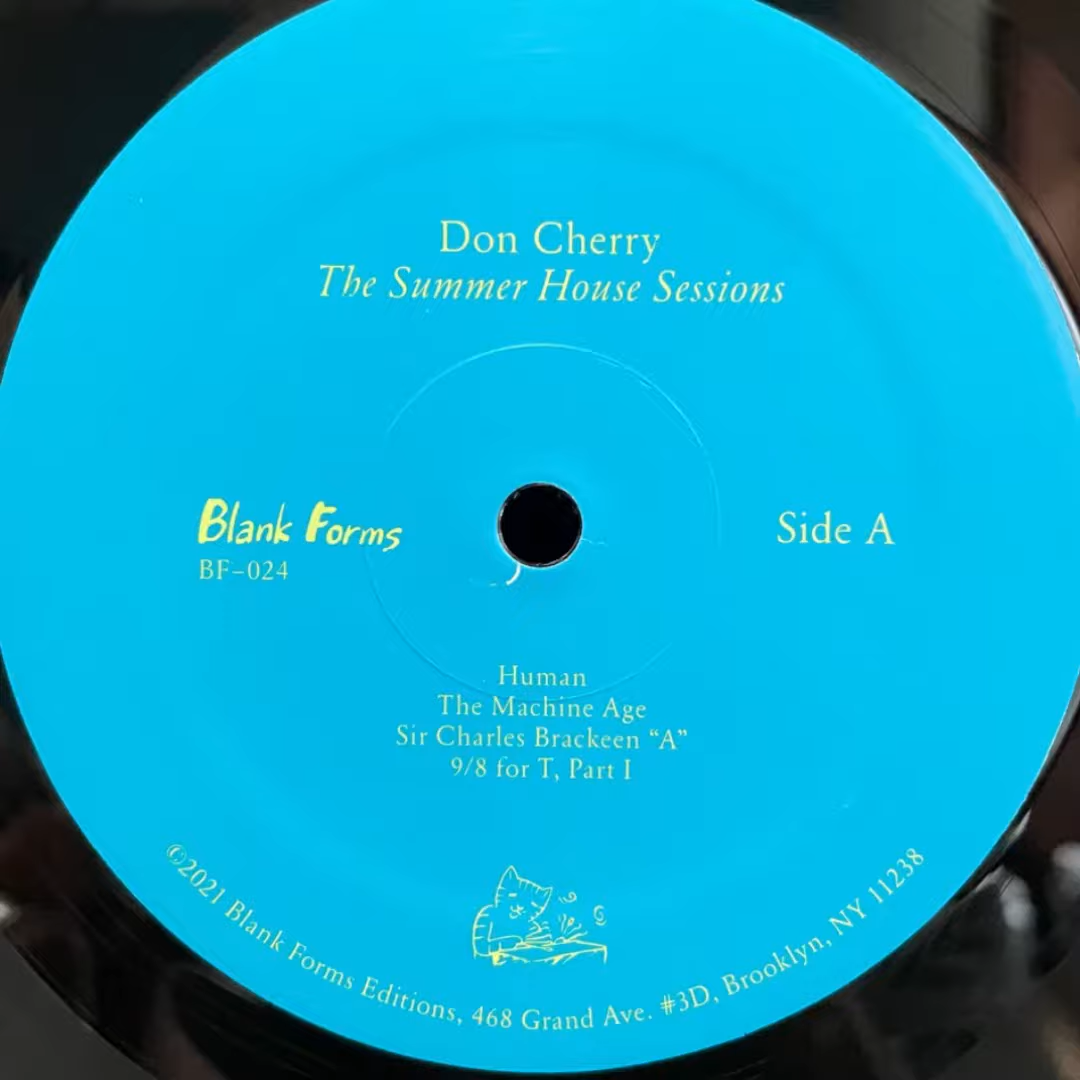 Don Cherry
The Summer House Sessions
Blank Forms
BF–024
Side A
Human
The Machine Age
Sir Charles Brackeen “A”
9/8 for T, Part I
©2021 Blank Forms Editions, 468 Grand Ave. #3D, Brooklyn, NY 11238